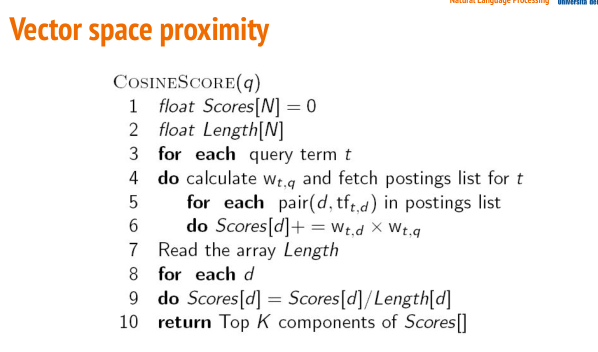 Natural Language Processing
Vector space proximity
COSINESCORE(q)
1 float Scores[N] = 0
2 float Length[N]
3 for each query term t
4 do calculate w_{t,q} and fetch postings list for t
5 for each pair(d, tf_{t,d}) in postings list
6 do Scores[d]+ = w_{t,d} × w_{t,q}
7 Read the array Length
8 for each d
9 do Scores[d] = Scores[d]/Length[d]
10 return Top K components of Scores[]